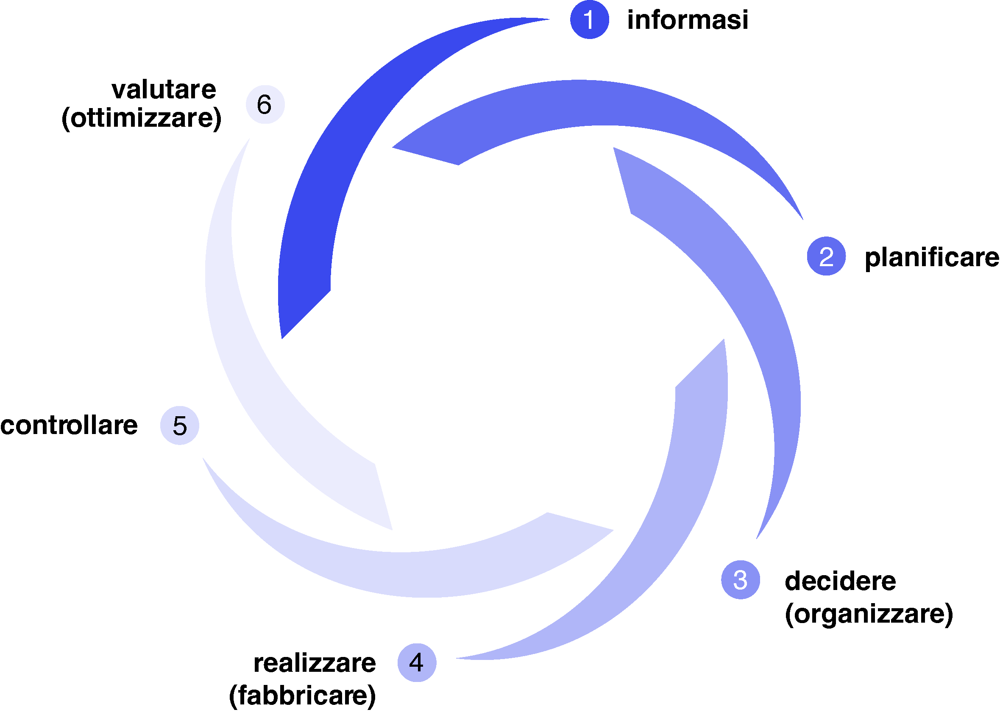 1 informasi
2 planificare
3 decidere
(organizzare)
4 realizzare
(fabbricare)
5 controllare
6 valutare
(ottimizzare)